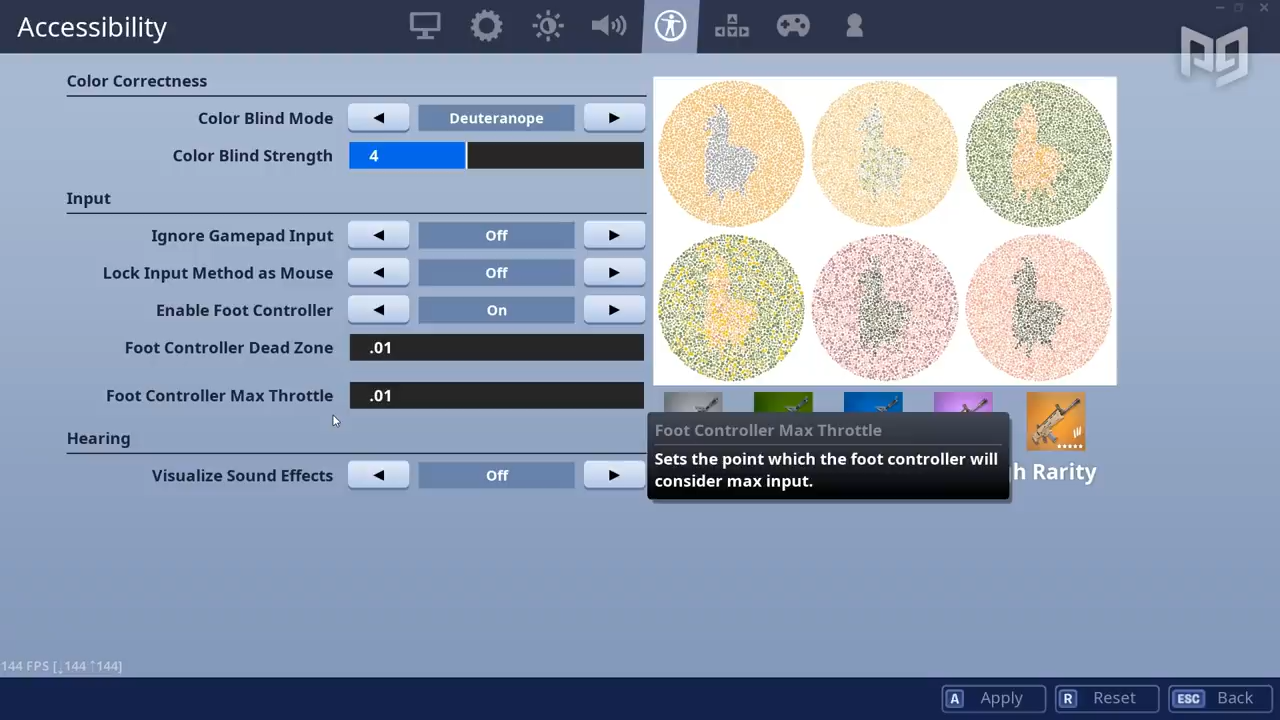 Accessibility
PG
Color Correctness
Color Blind Mode ◄ Deuteranope ►
Color Blind Strength 4
Input
Ignore Gamepad Input ◄ Off ►
Lock Input Method as Mouse ◄ Off ►
Enable Foot Controller ◄ On ►
Foot Controller Dead Zone .01
Foot Controller Max Throttle .01
Hearing
Visualize Sound Effects ◄ Off ►
Foot Controller Max Throttle
Sets the point which the foot controller will
consider max input.
h Rarity
144 FPS [↓144 ↑144]
A Apply R Reset ESC Back